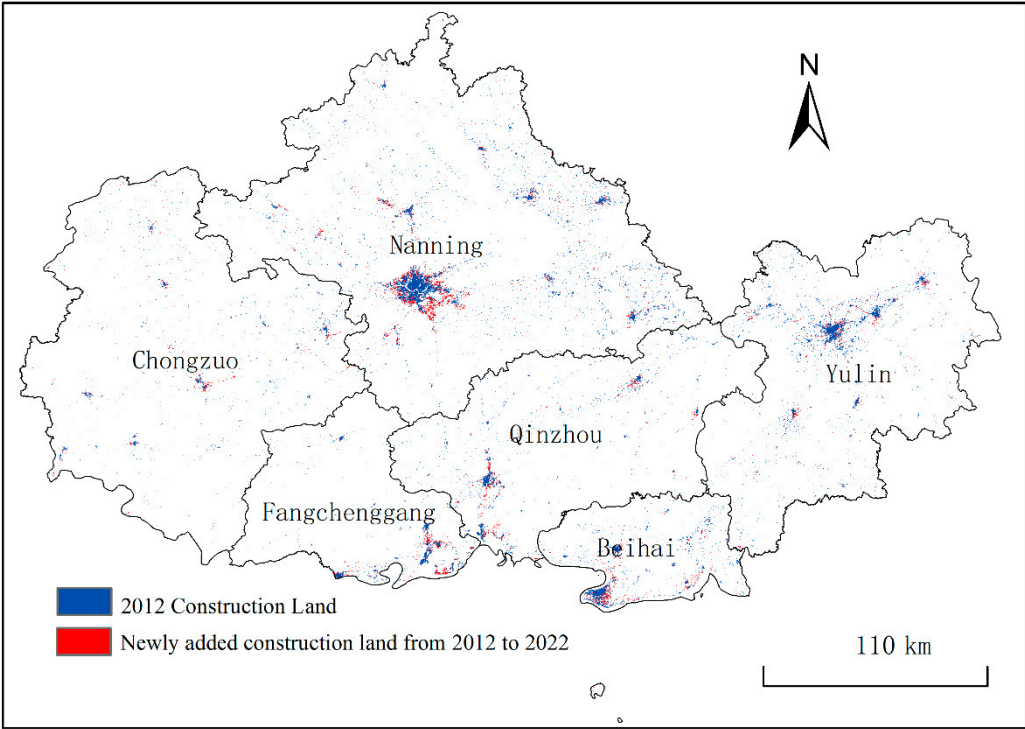 N
Nanning
Chongzuo
Yulin
Qinzhou
Fangchenggang
Beihai
2012 Construction Land
Newly added construction land from 2012 to 2022
110 km